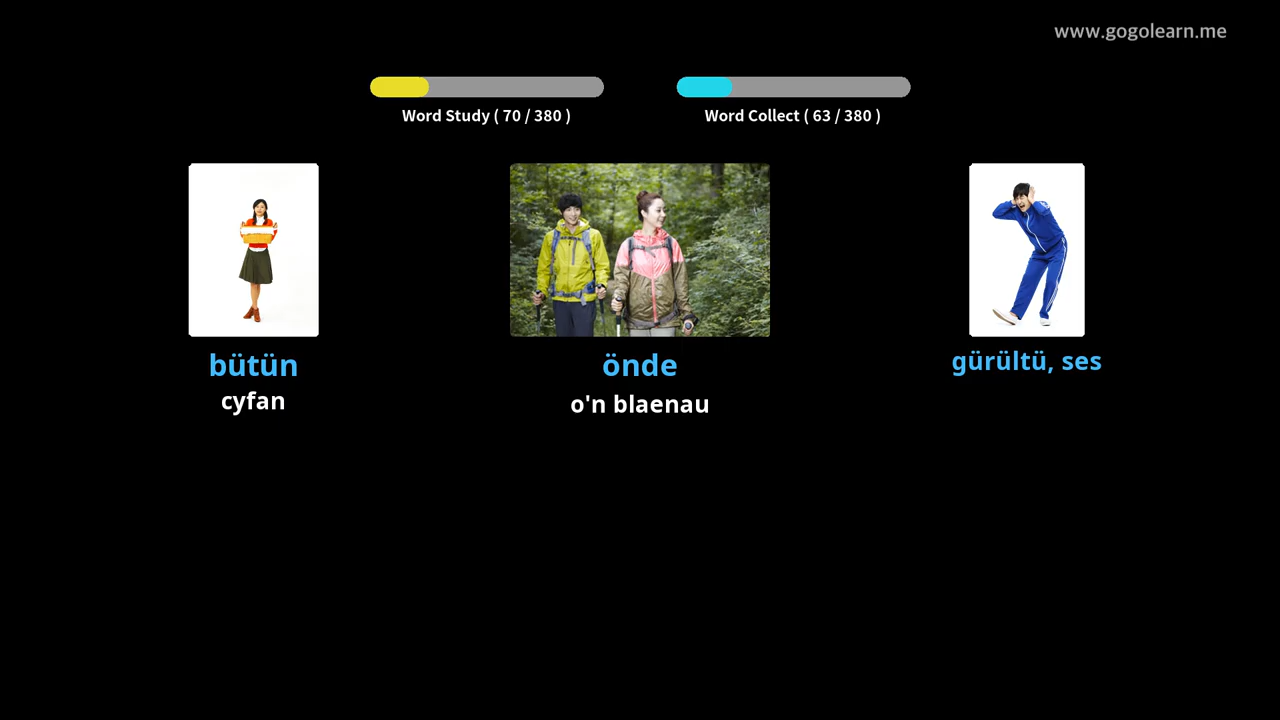 www.gogolearn.me
Word Study ( 70 / 380 )
Word Collect ( 63 / 380 )
bütün
cyfan
önde
o'n blaenau
gürültü, ses